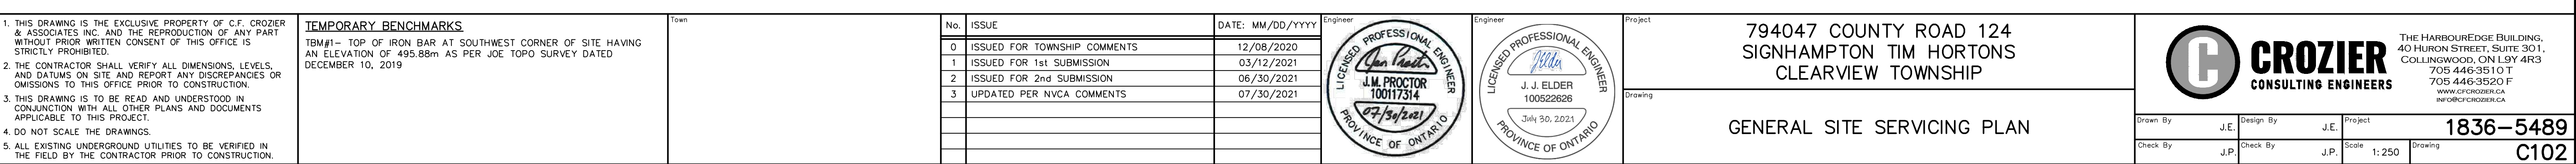 1. THIS DRAWING IS THE EXCLUSIVE PROPERTY OF C.F. CROZIER
& ASSOCIATES INC. AND THE REPRODUCTION OF ANY PART
WITHOUT PRIOR WRITTEN CONSENT OF THIS OFFICE IS
STRICTLY PROHIBITED.
2. THE CONTRACTOR SHALL VERIFY ALL DIMENSIONS, LEVELS,
AND DATUMS ON SITE AND REPORT ANY DISCREPANCIES OR
OMISSIONS TO THIS OFFICE PRIOR TO CONSTRUCTION.
3. THIS DRAWING IS TO BE READ AND UNDERSTOOD IN
CONJUNCTION WITH ALL OTHER PLANS AND DOCUMENTS
APPLICABLE TO THIS PROJECT.
4. DO NOT SCALE THE DRAWINGS.
5. ALL EXISTING UNDERGROUND UTILITIES TO BE VERIFIED IN
THE FIELD BY THE CONTRACTOR PRIOR TO CONSTRUCTION.
TEMPORARY BENCHMARKS
TBM#1- TOP OF IRON BAR AT SOUTHWEST CORNER OF SITE HAVING
AN ELEVATION OF 495.88m AS PER JOE TOPO SURVEY DATED
DECEMBER 10, 2019
Town
No. ISSUE DATE: MM/DD/YYYY
0 ISSUED FOR TOWNSHIP COMMENTS 12/08/2020
1 ISSUED FOR 1st SUBMISSION 03/12/2021
2 ISSUED FOR 2nd SUBMISSION 06/30/2021
3 UPDATED PER NVCA COMMENTS 07/30/2021
Engineer
LICENSED PROFESSIONAL ENGINEER
J.M. PROCTOR
100117314
07/30/2021
PROVINCE OF ONTARIO
Engineer
LICENSED PROFESSIONAL ENGINEER
JElder
J. J. ELDER
100522626
July 30, 2021
PROVINCE OF ONTARIO
Project
794047 COUNTY ROAD 124
SIGNHAMPTON TIM HORTONS
CLEARVIEW TOWNSHIP
Drawing
GENERAL SITE SERVICING PLAN
C CROZIER
CONSULTING ENGINEERS
THE HARBOUREDGE BUILDING,
40 HURON STREET, SUITE 301,
COLLINGWOOD, ON L9Y 4R3
705 446-3510 T
705 446-3520 F
WWW.CFCROZIER.CA
INFO@CFCROZIER.CA
Drawn By J.E. Design By J.E. Project 1836-5489
Check By J.P. Check By J.P. Scale 1:250 Drawing C102